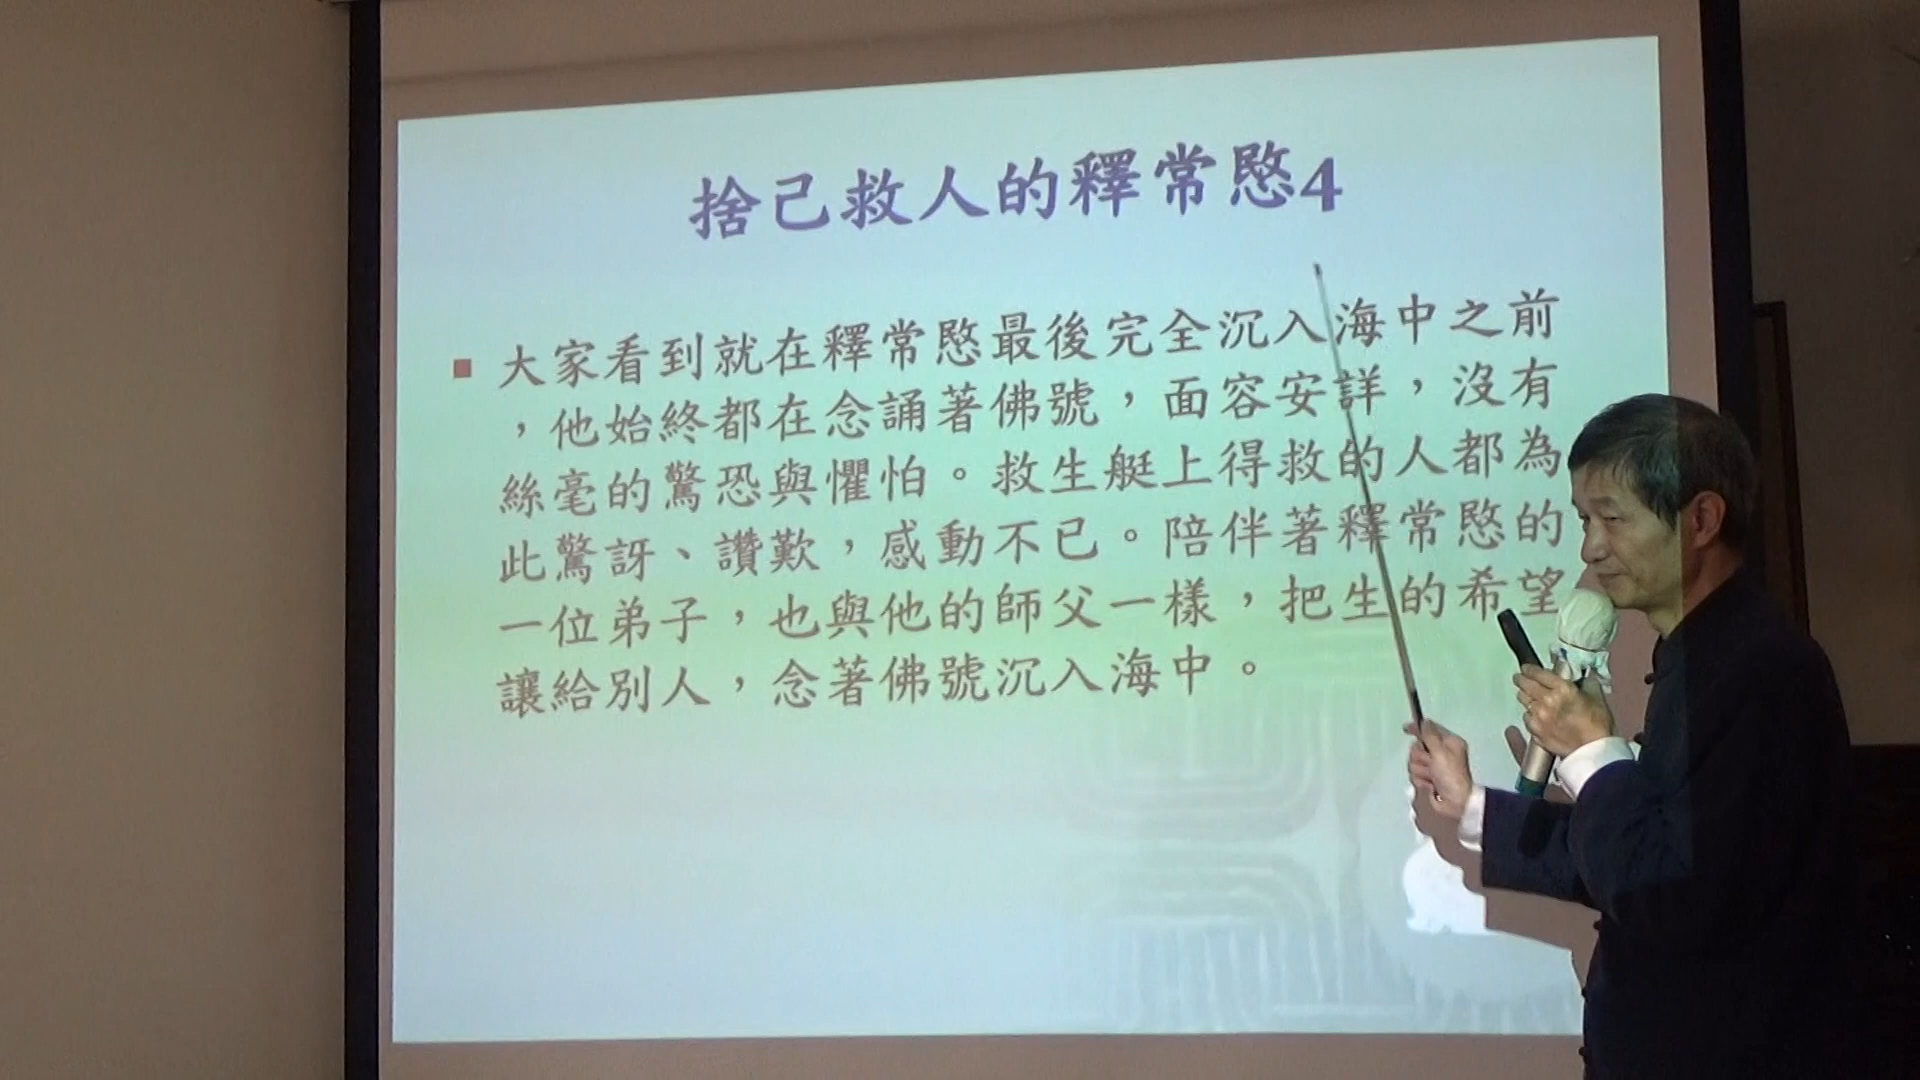 捨己救人的釋常愍4
大家看到就在釋常愍最後完全沉入海中之前
，他始終都在念誦著佛號，面容安詳，沒有
絲毫的驚恐與懼怕。救生艇上得救的人都為
此驚訝、讚歎，感動不已。陪伴著釋常愍的
一位弟子，也與他的師父一樣，把生的希望
讓給別人，念著佛號沉入海中。